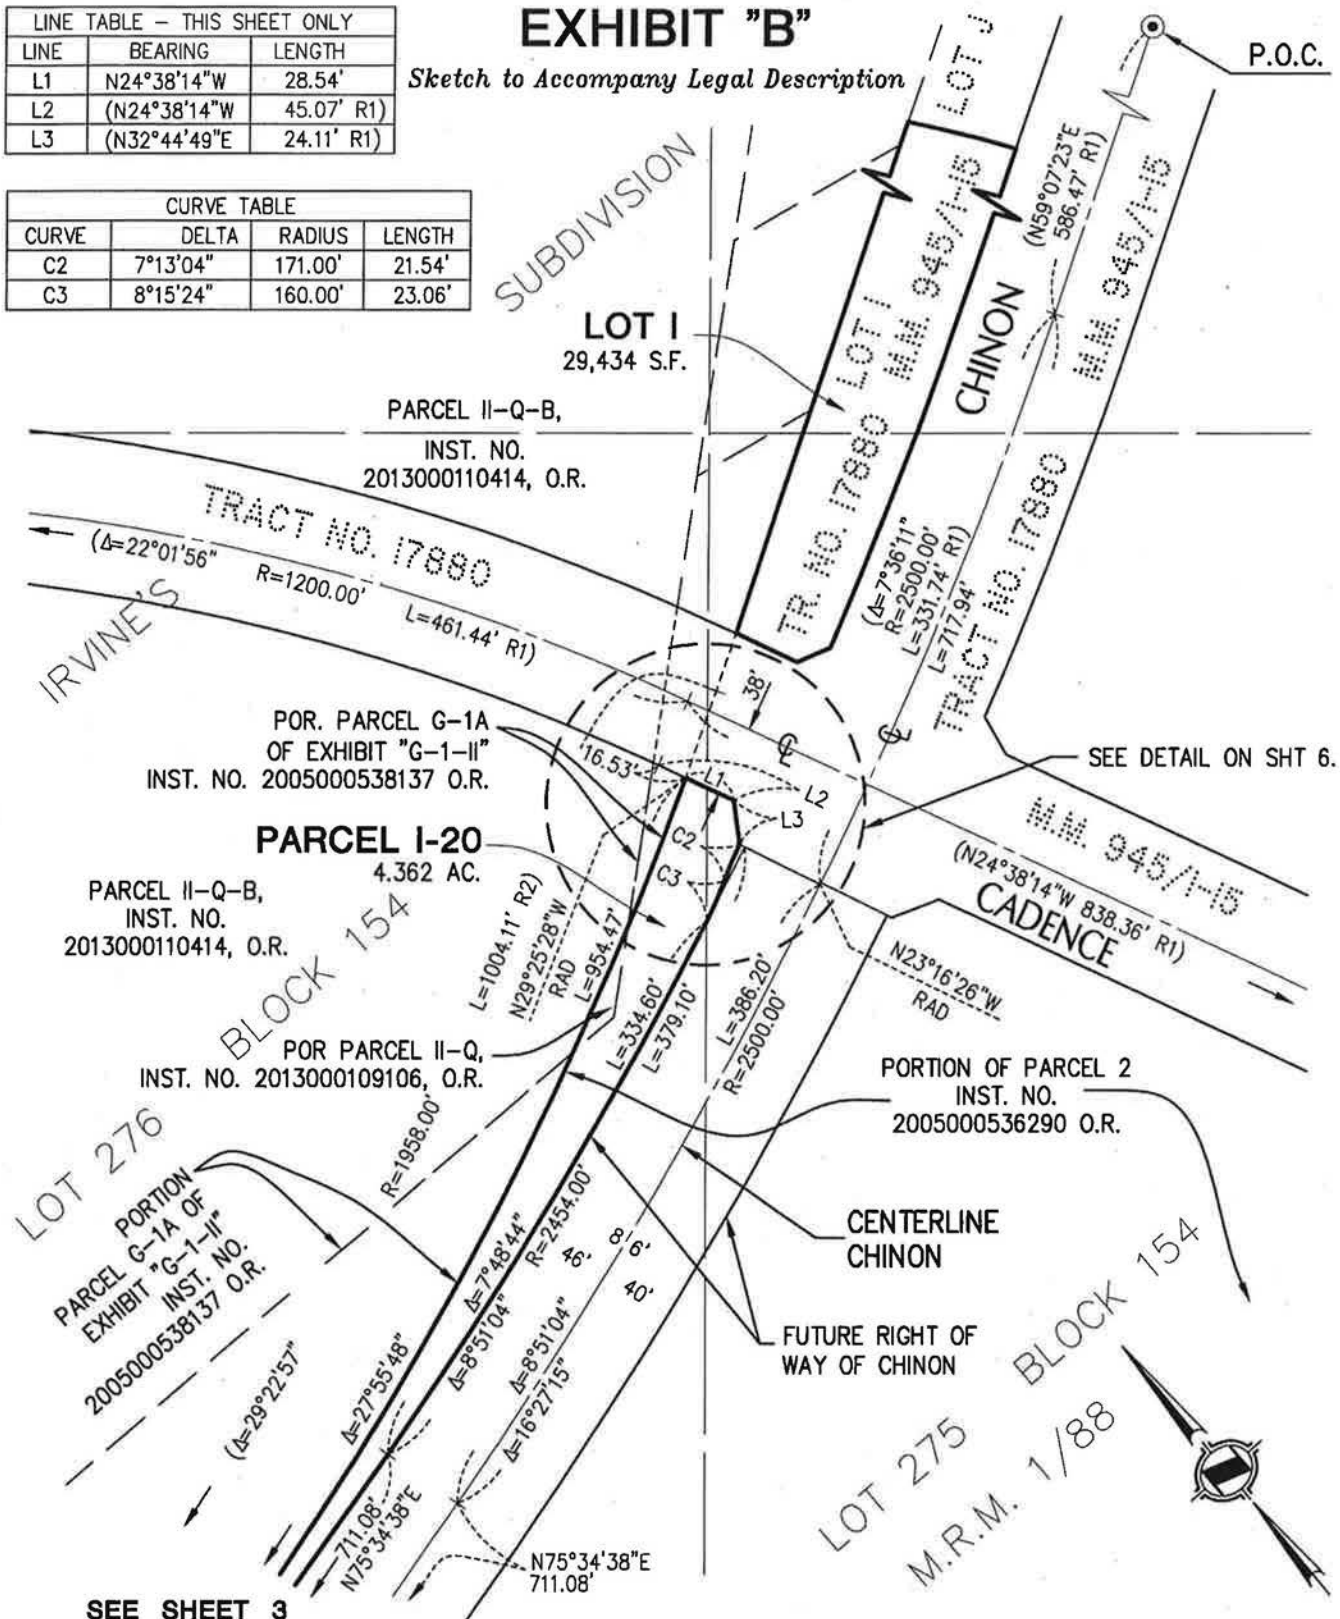 EXHIBIT "B"
Sketch to Accompany Legal Description
LINE TABLE – THIS SHEET ONLY
LINE BEARING LENGTH
L1 N24°38'14"W 28.54'
L2 (N24°38'14"W 45.07' R1)
L3 (N32°44'49"E 24.11' R1)
CURVE TABLE
CURVE DELTA RADIUS LENGTH
C2 7°13'04" 171.00' 21.54'
C3 8°15'24" 160.00' 23.06'
P.O.C.
LOT J
SUBDIVISION
(N59°07'23"E
586.47' R1)
M.M. 945/1-15
LOT I
29,434 S.F.
TR. NO. 17880 LOT I
M.M. 945/1-15
CHINON
PARCEL II-Q-B,
INST. NO.
2013000110414, O.R.
TRACT NO. 17880
(Δ=22°01'56"
R=1200.00'
L=461.44' R1)
IRVINE'S
(Δ=7°36'11"
R=2500.00'
L=331.74' R1)
L=717.94'
TRACT NO. 17880
POR. PARCEL G-1A
OF EXHIBIT "G-1-II"
INST. NO. 2005000538137 O.R.
38'
16.53'
L1
L2
L3
C2
C3
℄
℄
SEE DETAIL ON SHT 6.
M.M. 945/1-15
(N24°38'14"W 838.36' R1)
CADENCE
PARCEL I-20
4.362 AC.
PARCEL II-Q-B,
INST. NO.
2013000110414, O.R.
BLOCK 154
L=1004.11' R2)
N29°25'28"W
RAD
L=954.47'
L=334.60'
L=379.10'
L=386.20'
R=2500.00'
N23°16'26"W
RAD
POR PARCEL II-Q,
INST. NO. 2013000109106, O.R.
PORTION OF PARCEL 2
INST. NO.
2005000536290 O.R.
LOT 276
R=1958.00'
PORTION
PARCEL G-1A OF
EXHIBIT "G-1-II"
INST. NO.
2005000538137 O.R.
Δ=7°48'44"
R=2454.00'
Δ=8°51'04"
46'
86'
40'
CENTERLINE
CHINON
FUTURE RIGHT OF
WAY OF CHINON
BLOCK 154
(Δ=29°22'57"
Δ=27°55'48"
Δ=8°51'04"
Δ=16°27'15"
LOT 275
M.R.M. 1/88
711.08'
N75°34'38"E
N75°34'38"E
711.08'
SEE SHEET 3